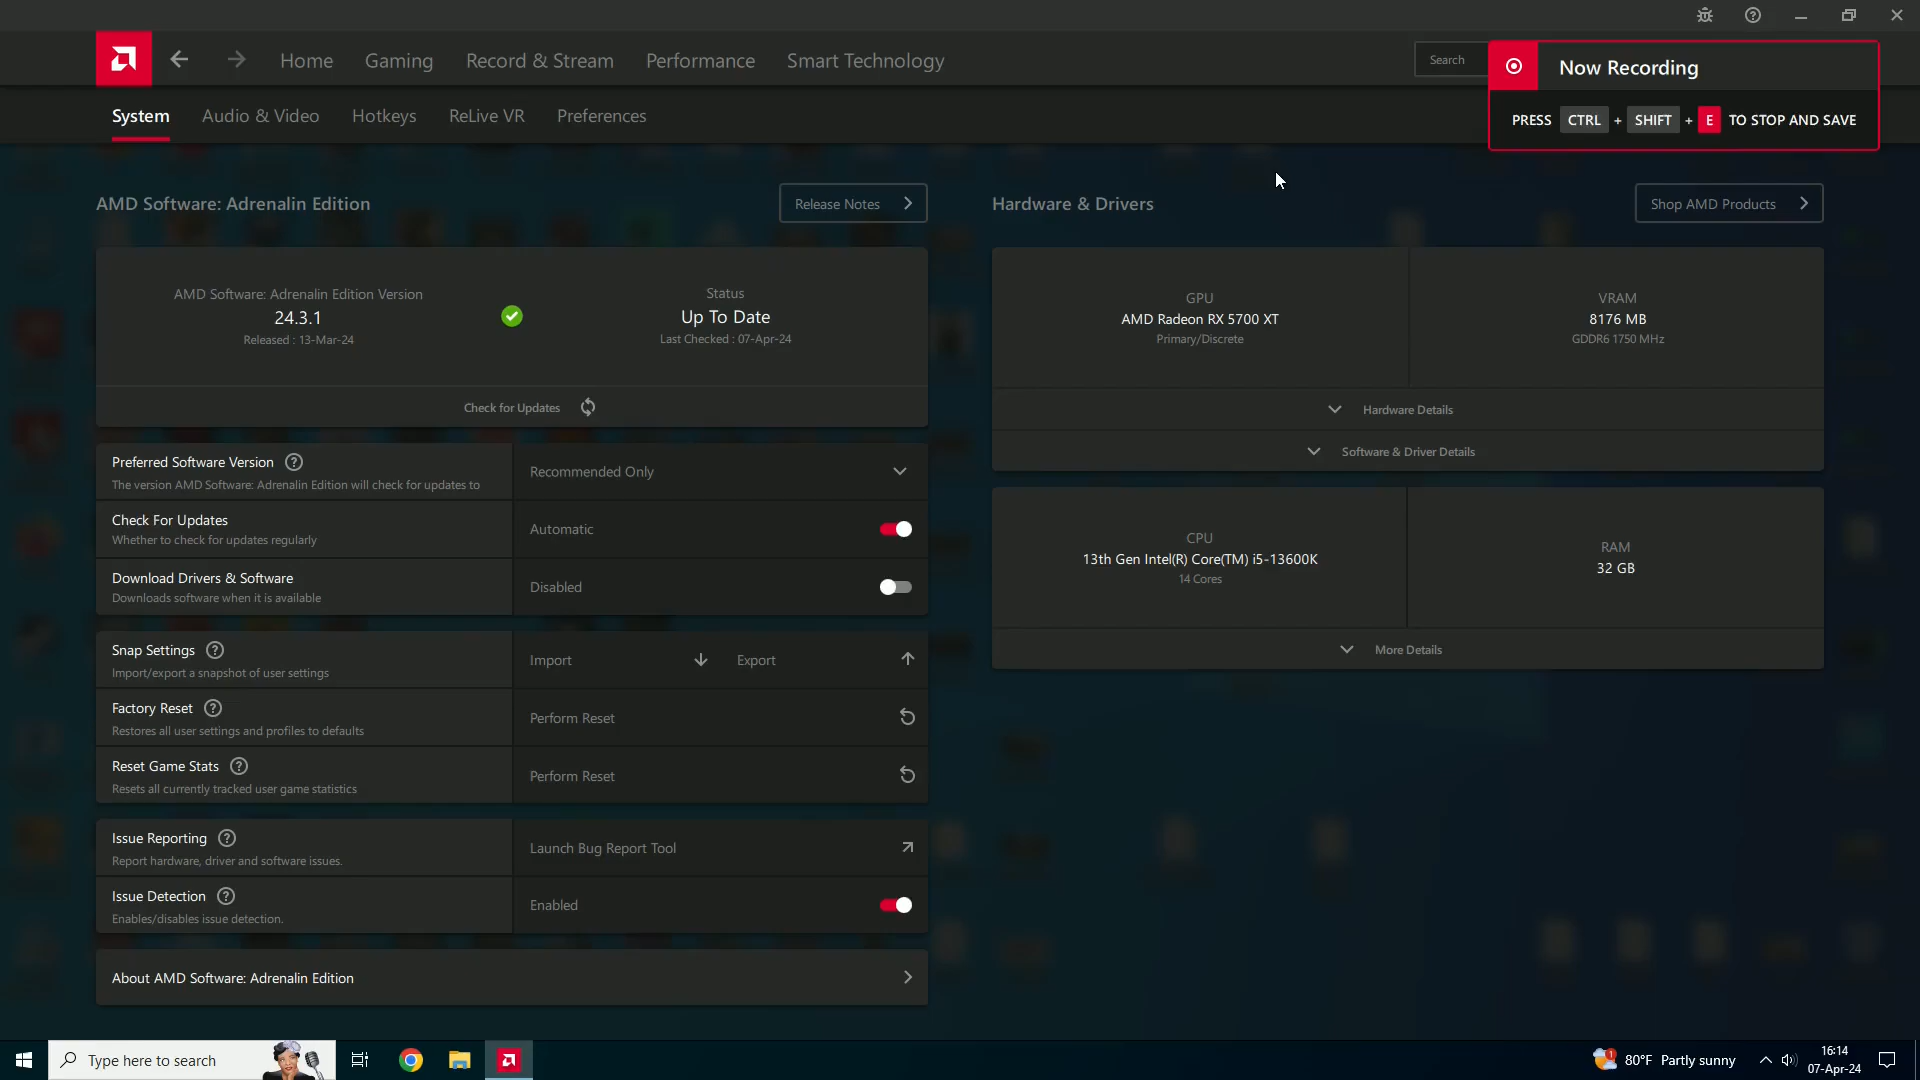 Home
Gaming
Record & Stream
Performance
Smart Technology
Search
Now Recording
PRESS CTRL + SHIFT + E TO STOP AND SAVE
System
Audio & Video
Hotkeys
ReLive VR
Preferences
AMD Software: Adrenalin Edition
Release Notes
AMD Software: Adrenalin Edition Version
24.3.1
Released : 13-Mar-24
Status
Up To Date
Last Checked : 07-Apr-24
Check for Updates
Preferred Software Version
The version AMD Software: Adrenalin Edition will check for updates to
Recommended Only
Check For Updates
Whether to check for updates regularly
Automatic
Download Drivers & Software
Downloads software when it is available
Disabled
Snap Settings
Import/export a snapshot of user settings
Import
Export
Factory Reset
Restores all user settings and profiles to defaults
Perform Reset
Reset Game Stats
Resets all currently tracked user game statistics
Perform Reset
Issue Reporting
Report hardware, driver and software issues.
Launch Bug Report Tool
Issue Detection
Enables/disables issue detection.
Enabled
About AMD Software: Adrenalin Edition
Hardware & Drivers
Shop AMD Products
GPU
AMD Radeon RX 5700 XT
Primary/Discrete
VRAM
8176 MB
GDDR6 1750 MHz
Hardware Details
Software & Driver Details
CPU
13th Gen Intel(R) Core(TM) i5-13600K
14 Cores
RAM
32 GB
More Details
Type here to search
1
80°F Partly sunny
16:14
07-Apr-24